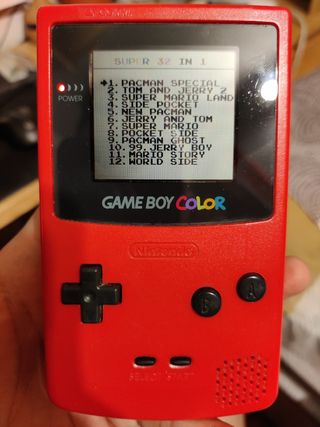 SUPER 32 IN 1
1. PACMAN SPECIAL
2. TOM AND JERRY 2
3. SUPER MARIO LAND
4. SIDE POCKET
5. NEW PACMAN
6. JERRY AND TOM
7. SUPER MARIO
8. POCKET SIDE
9. PACMAN GHOST
10. 99, JERRY BOY
11. MARIO STORY
12. WORLD SIDE
POWER
GAME BOY COLOR
Nintendo
B A
SELECT START